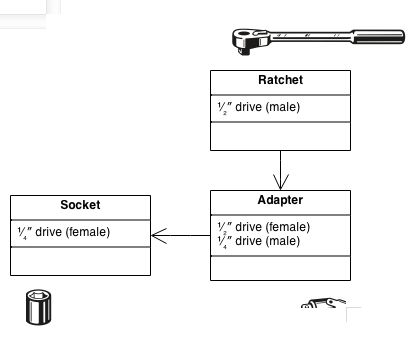 Ratchet
½" drive (male)
Adapter
½" drive (female)
¼" drive (male)
Socket
¼" drive (female)